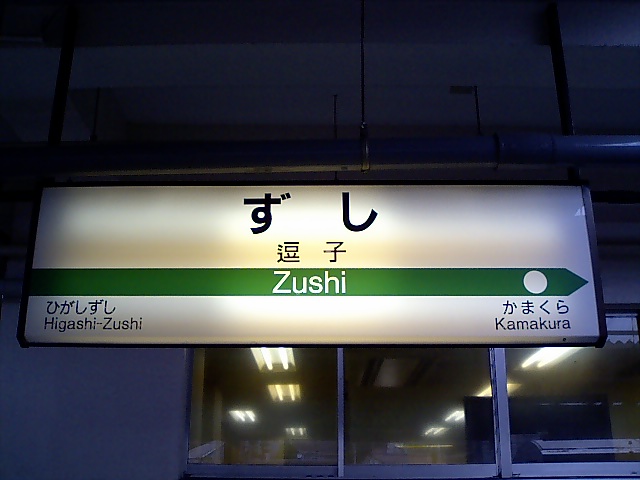 ずし
逗子
Zushi
ひがしずし
Higashi-Zushi
かまくら
Kamakura